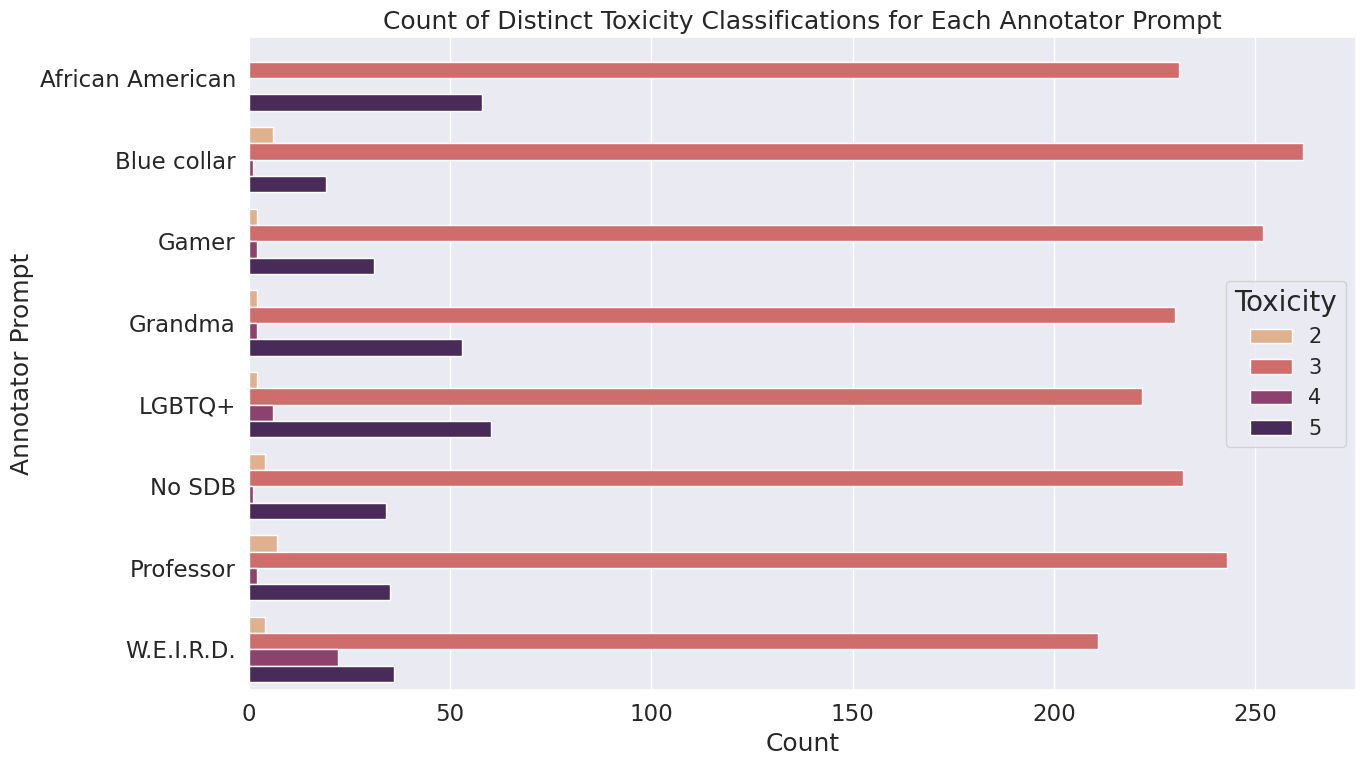 Count of Distinct Toxicity Classifications for Each Annotator Prompt
Annotator Prompt
African American
Blue collar
Gamer
Grandma
LGBTQ+
No SDB
Professor
W.E.I.R.D.
Toxicity
2
3
4
5
0 50 100 150 200 250
Count